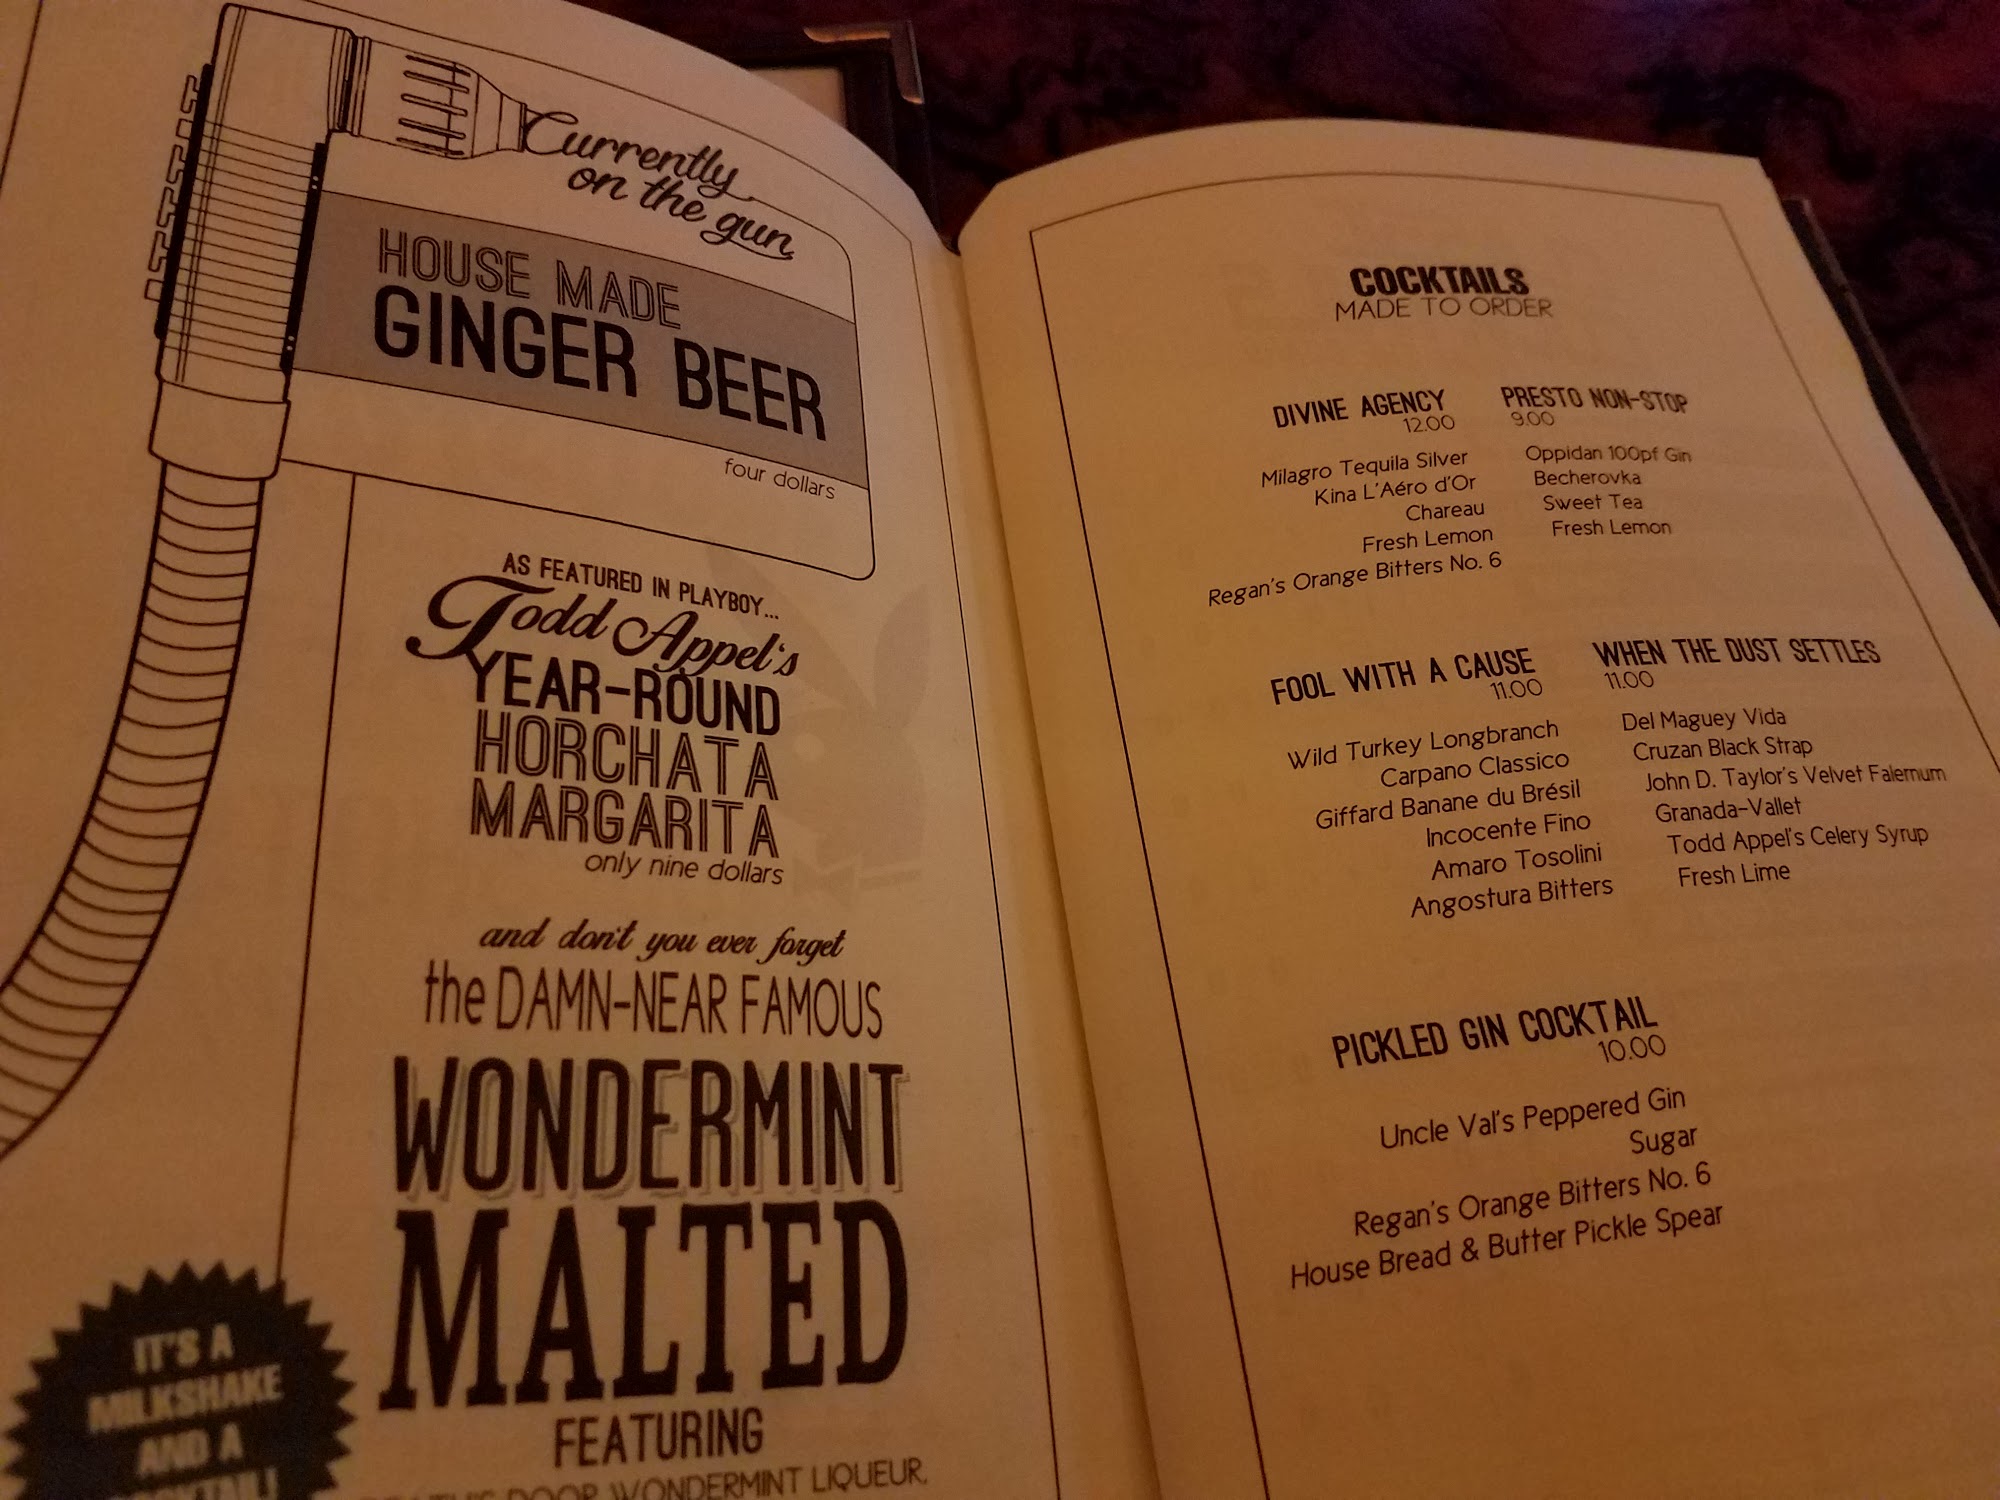 Currently
on the gun
HOUSE MADE
GINGER BEER
four dollars
AS FEATURED IN PLAYBOY...
Todd Appel's
YEAR-ROUND
HORCHATA
MARGARITA
only nine dollars
and don't you ever forget
the DAMN-NEAR FAMOUS
WONDERMINT
MALTED
FEATURING
DOOR WONDERMINT LIQUEUR,
IT'S A
MILKSHAKE
AND A
COCKTAIL!
COCKTAILS
MADE TO ORDER
DIVINE AGENCY
12.00
Milagro Tequila Silver
Kina L'Aéro d'Or
Chareau
Fresh Lemon
Regan's Orange Bitters No. 6
PRESTO NON-STOP
9.00
Oppidan 100pf Gin
Becherovka
Sweet Tea
Fresh Lemon
FOOL WITH A CAUSE
11.00
Wild Turkey Longbranch
Carpano Classico
Giffard Banane du Brésil
Incocente Fino
Amaro Tosolini
Angostura Bitters
WHEN THE DUST SETTLES
11.00
Del Maguey Vida
Cruzan Black Strap
John D. Taylor's Velvet Falernum
Granada-Vallet
Todd Appel's Celery Syrup
Fresh Lime
PICKLED GIN COCKTAIL
10.00
Uncle Val's Peppered Gin
Sugar
Regan's Orange Bitters No. 6
House Bread & Butter Pickle Spear